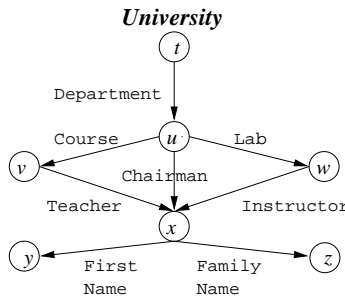 University
t
Department
u
Course
Lab
v
Chairman
w
Teacher
Instructor
x
y
First
Name
Family
Name
z